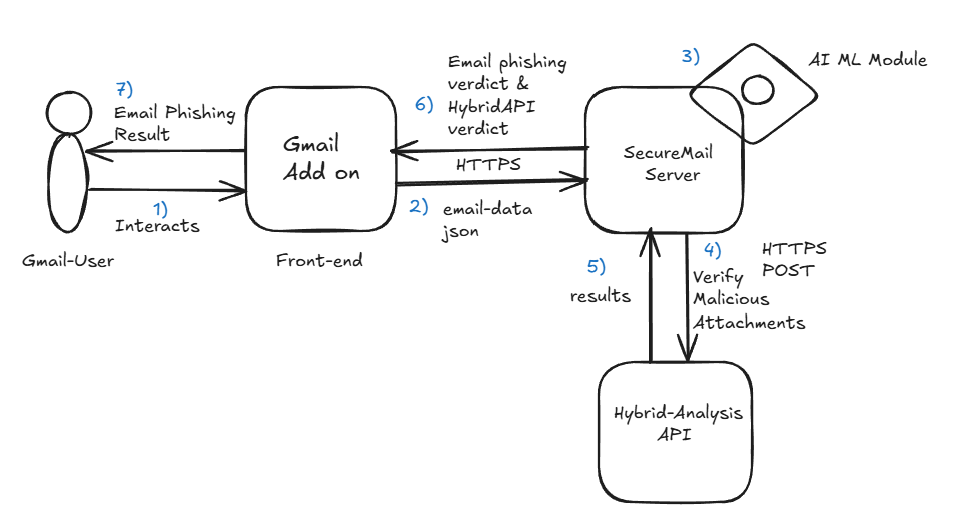 7)
Email Phishing
Result
1)
Interacts
Gmail-User
Gmail
Add on
Front-end
Email phishing
verdict &
6) HybridAPI
verdict
HTTPS
2) email-data
json
3)
AI ML Module
SecureMail
Server
4)
HTTPS
POST
Verify
Malicious
Attachments
5)
results
Hybrid-Analysis
API